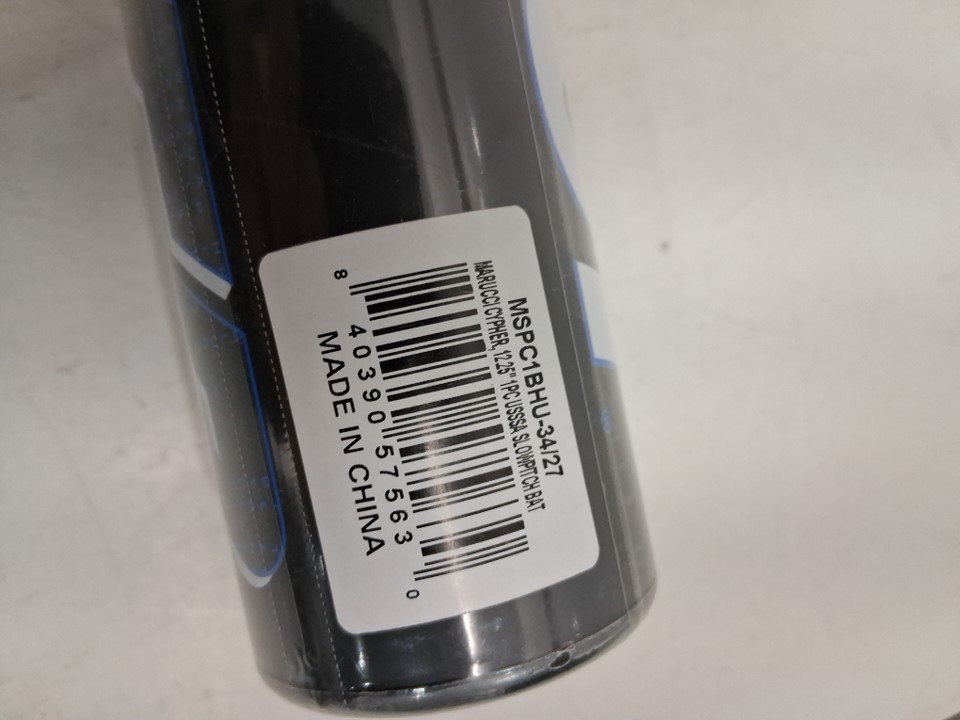 MSPC1BHU-34/27
MARUCCI CYPHER, 12.25" 1PC USSSA SLOWPITCH BAT
8 40390 57563 0
MADE IN CHINA
®